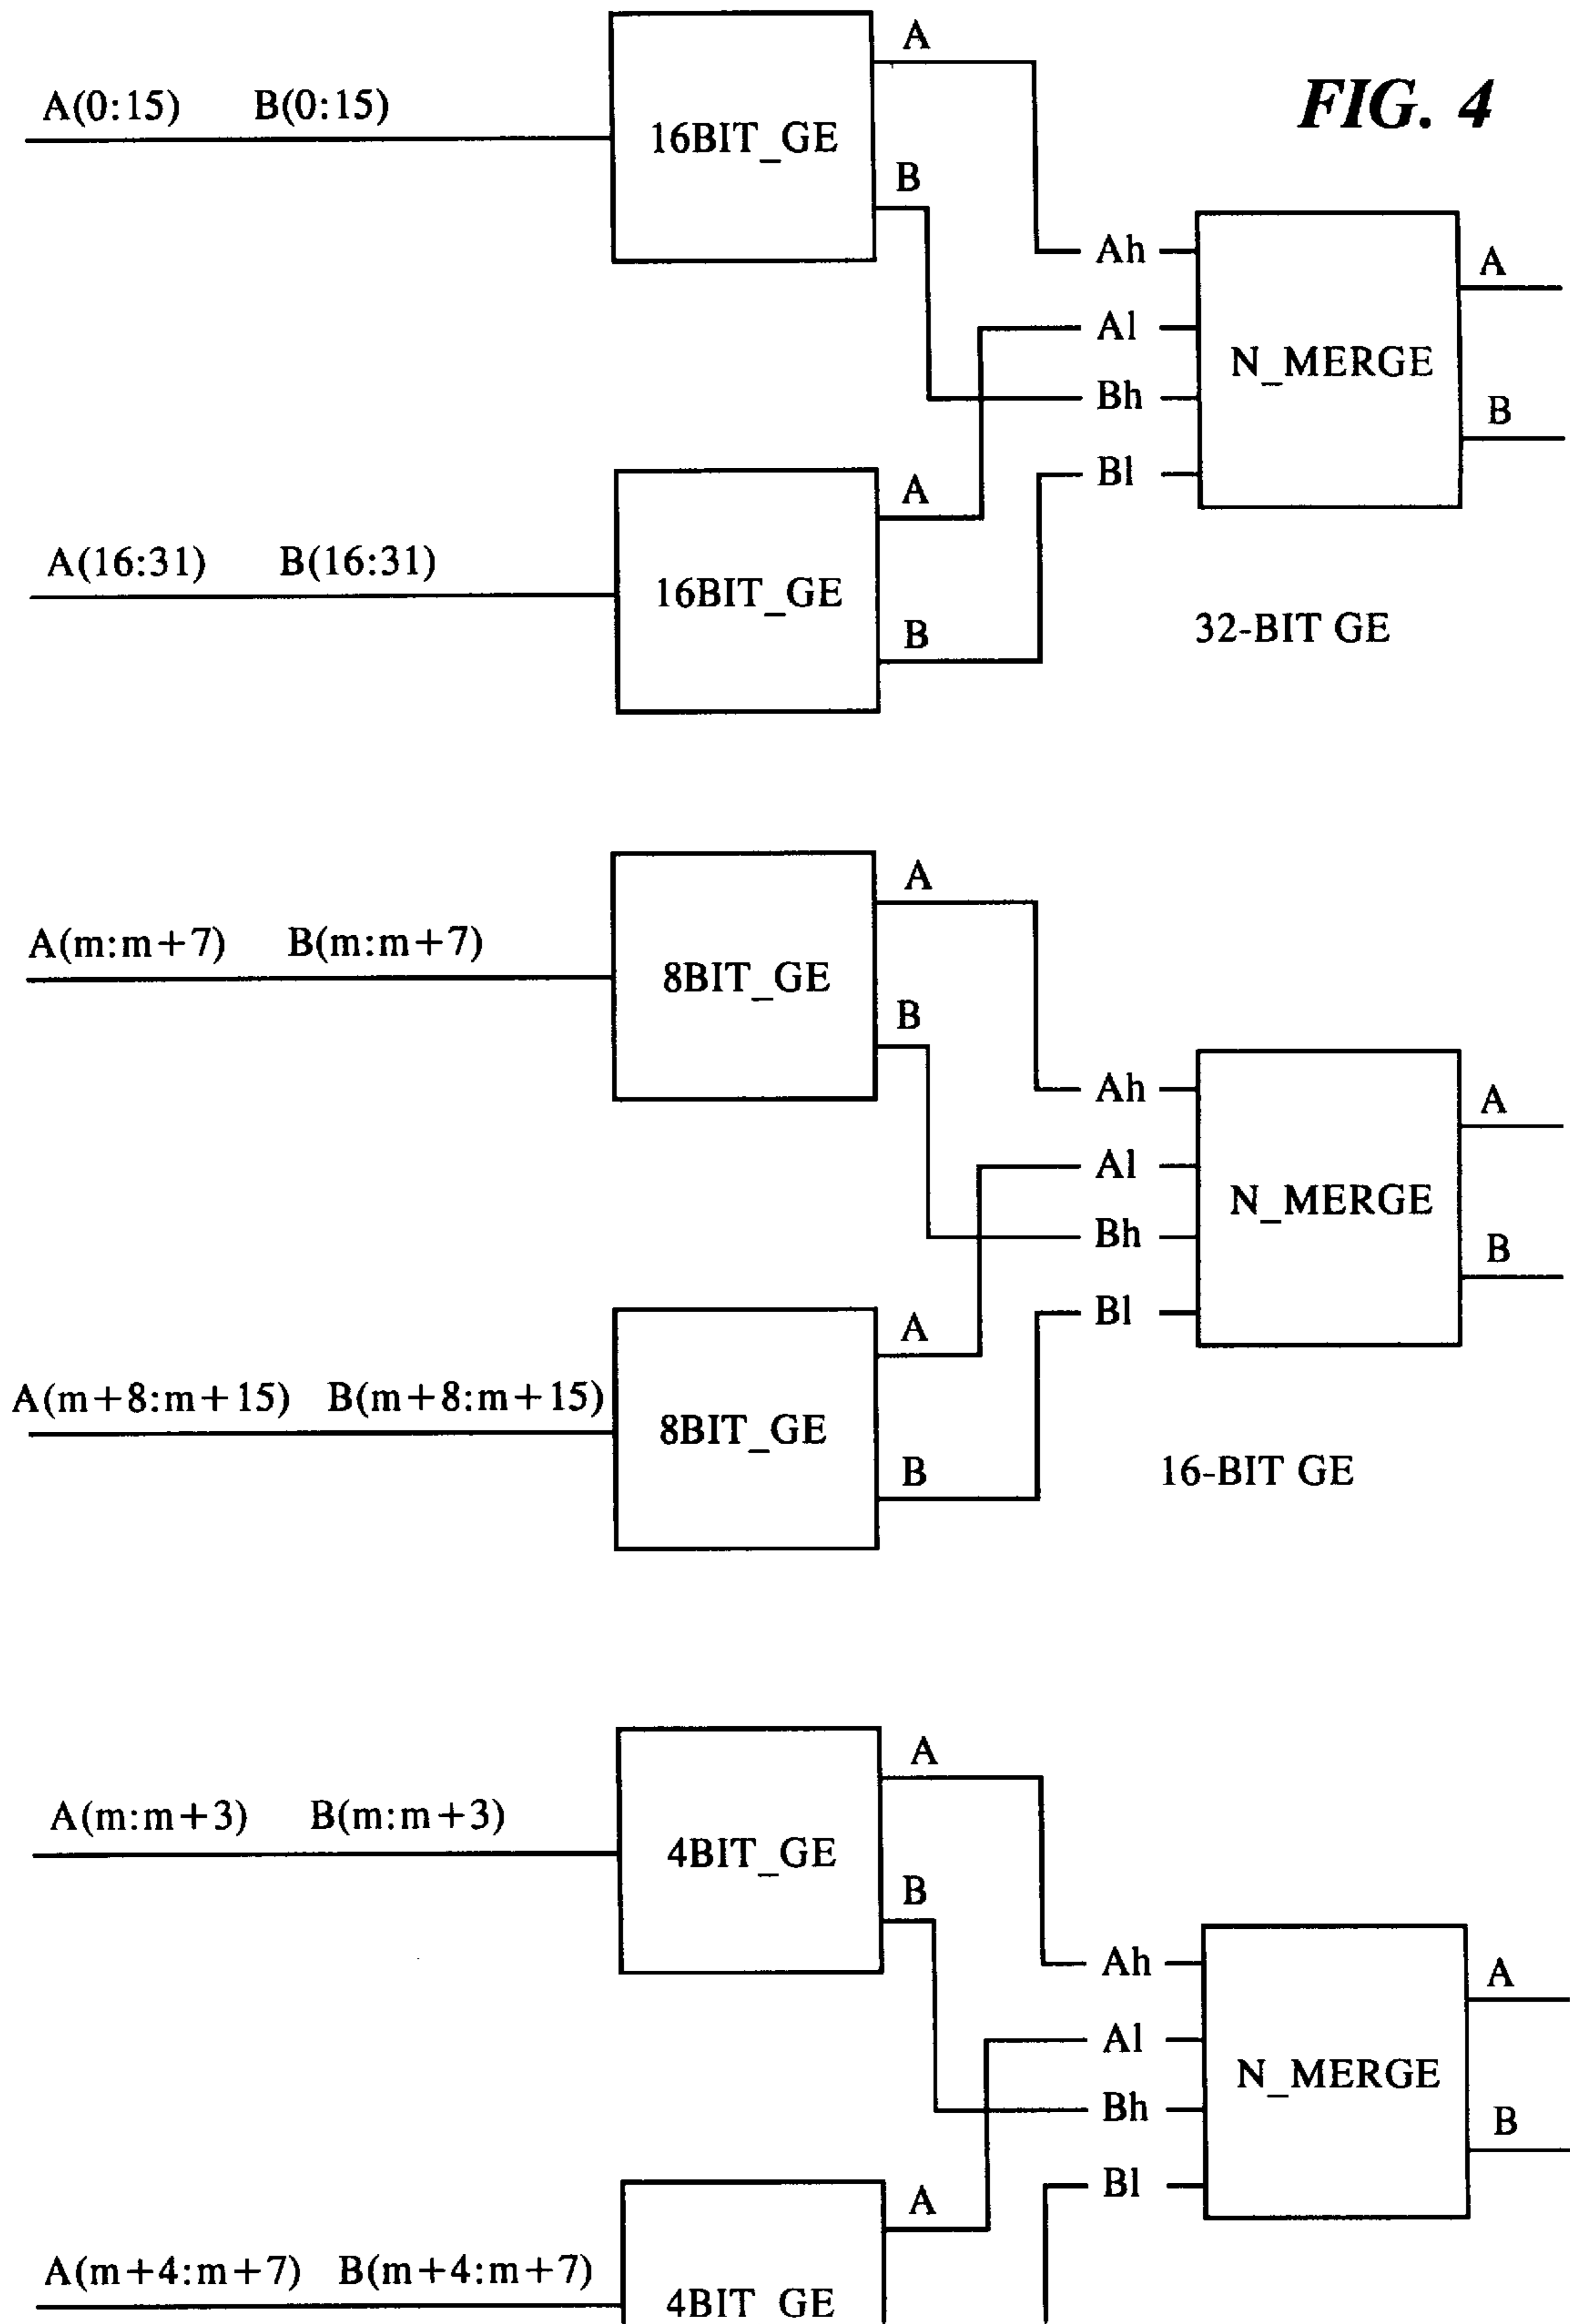 FIG. 4
A(0:15) B(0:15)
16BIT_GE
A
B
Ah
Al
Bh
Bl
N_MERGE
A
B
A(16:31) B(16:31)
16BIT_GE
A
B
32-BIT GE
A(m:m+7) B(m:m+7)
8BIT_GE
A
B
Ah
Al
Bh
Bl
N_MERGE
A
B
A(m+8:m+15) B(m+8:m+15)
8BIT_GE
A
B
16-BIT GE
A(m:m+3) B(m:m+3)
4BIT_GE
A
B
Ah
Al
Bh
Bl
N_MERGE
A
B
A(m+4:m+7) B(m+4:m+7)
4BIT GE
A